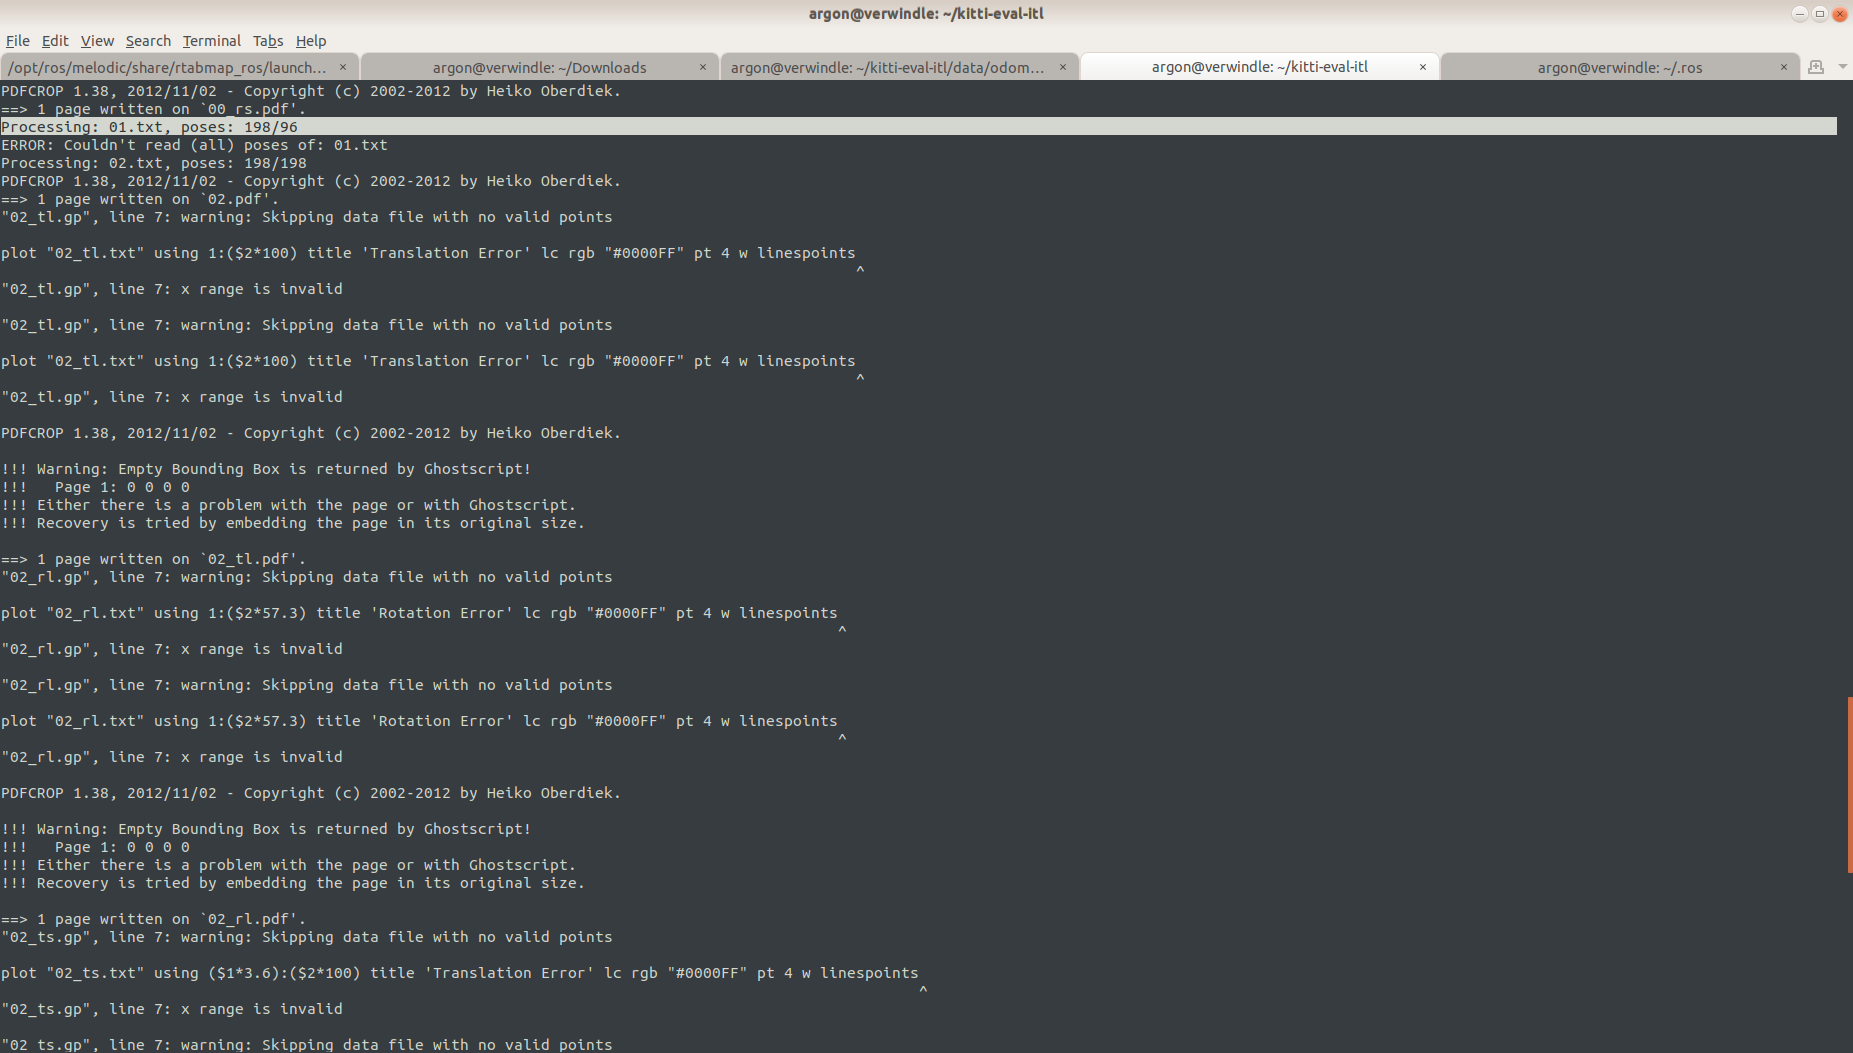 argon@verwindle: ~/kitti-eval-itl
File Edit View Search Terminal Tabs Help
/opt/ros/melodic/share/rtabmap_ros/launch... × argon@verwindle: ~/Downloads × argon@verwindle: ~/kitti-eval-itl/data/odom... × argon@verwindle: ~/kitti-eval-itl × argon@verwindle: ~/.ros ×
PDFCROP 1.38, 2012/11/02 - Copyright (c) 2002-2012 by Heiko Oberdiek.
==> 1 page written on `00_rs.pdf'.
Processing: 01.txt, poses: 198/96
ERROR: Couldn't read (all) poses of: 01.txt
Processing: 02.txt, poses: 198/198
PDFCROP 1.38, 2012/11/02 - Copyright (c) 2002-2012 by Heiko Oberdiek.
==> 1 page written on `02.pdf'.
"02_tl.gp", line 7: warning: Skipping data file with no valid points
plot "02_tl.txt" using 1:($2*100) title 'Translation Error' lc rgb "#0000FF" pt 4 w linespoints
^
"02_tl.gp", line 7: x range is invalid
"02_tl.gp", line 7: warning: Skipping data file with no valid points
plot "02_tl.txt" using 1:($2*100) title 'Translation Error' lc rgb "#0000FF" pt 4 w linespoints
^
"02_tl.gp", line 7: x range is invalid
PDFCROP 1.38, 2012/11/02 - Copyright (c) 2002-2012 by Heiko Oberdiek.
!!! Warning: Empty Bounding Box is returned by Ghostscript!
!!!   Page 1: 0 0 0 0
!!! Either there is a problem with the page or with Ghostscript.
!!! Recovery is tried by embedding the page in its original size.
==> 1 page written on `02_tl.pdf'.
"02_rl.gp", line 7: warning: Skipping data file with no valid points
plot "02_rl.txt" using 1:($2*57.3) title 'Rotation Error' lc rgb "#0000FF" pt 4 w linespoints
^
"02_rl.gp", line 7: x range is invalid
"02_rl.gp", line 7: warning: Skipping data file with no valid points
plot "02_rl.txt" using 1:($2*57.3) title 'Rotation Error' lc rgb "#0000FF" pt 4 w linespoints
^
"02_rl.gp", line 7: x range is invalid
PDFCROP 1.38, 2012/11/02 - Copyright (c) 2002-2012 by Heiko Oberdiek.
!!! Warning: Empty Bounding Box is returned by Ghostscript!
!!!   Page 1: 0 0 0 0
!!! Either there is a problem with the page or with Ghostscript.
!!! Recovery is tried by embedding the page in its original size.
==> 1 page written on `02_rl.pdf'.
"02_ts.gp", line 7: warning: Skipping data file with no valid points
plot "02_ts.txt" using ($1*3.6):($2*100) title 'Translation Error' lc rgb "#0000FF" pt 4 w linespoints
^
"02_ts.gp", line 7: x range is invalid
"02_ts.gp", line 7: warning: Skipping data file with no valid points